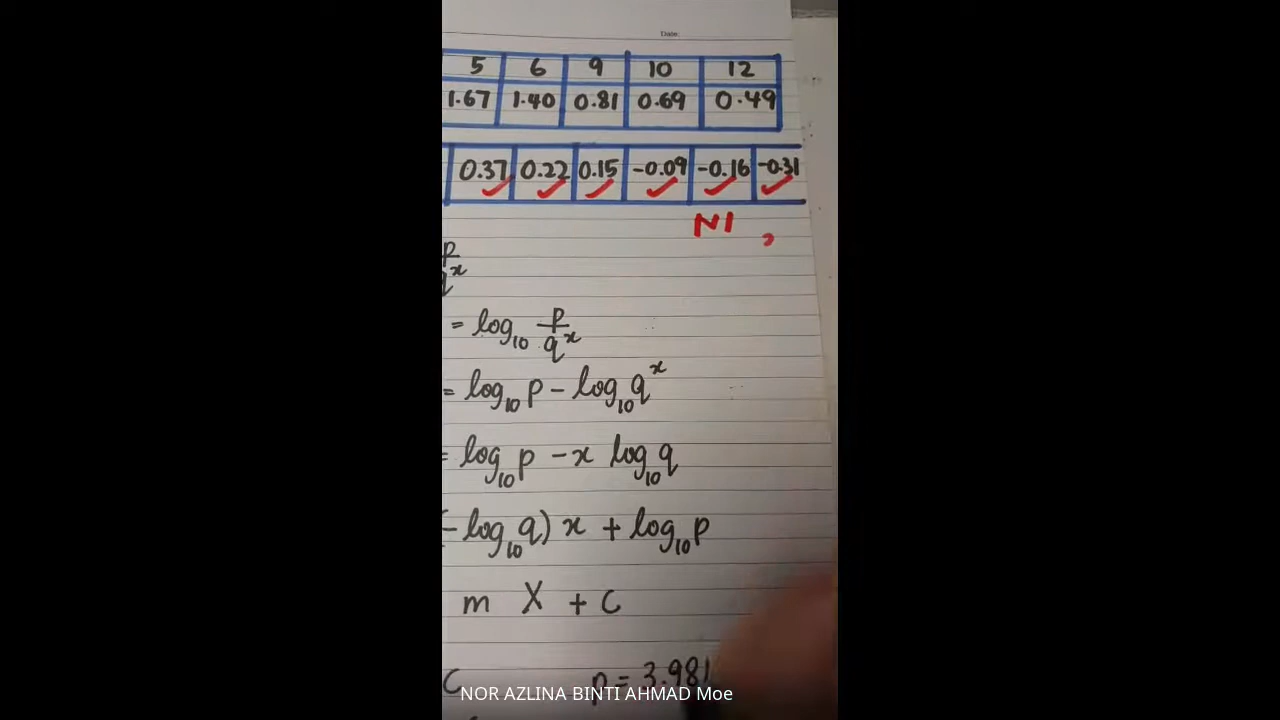 Date:
5 6 9 10 12
1.67 1.40 0.81 0.69 0.49
0.37 0.22 0.15 -0.09 -0.16 -0.31
N1
p
q^x
= log10 p/q^x
= log10 p - log10 q^x
= log10 p - x log10 q
(-log10 q) x + log10 p
m X + C
C p = 3.981
NOR AZLINA BINTI AHMAD Moe